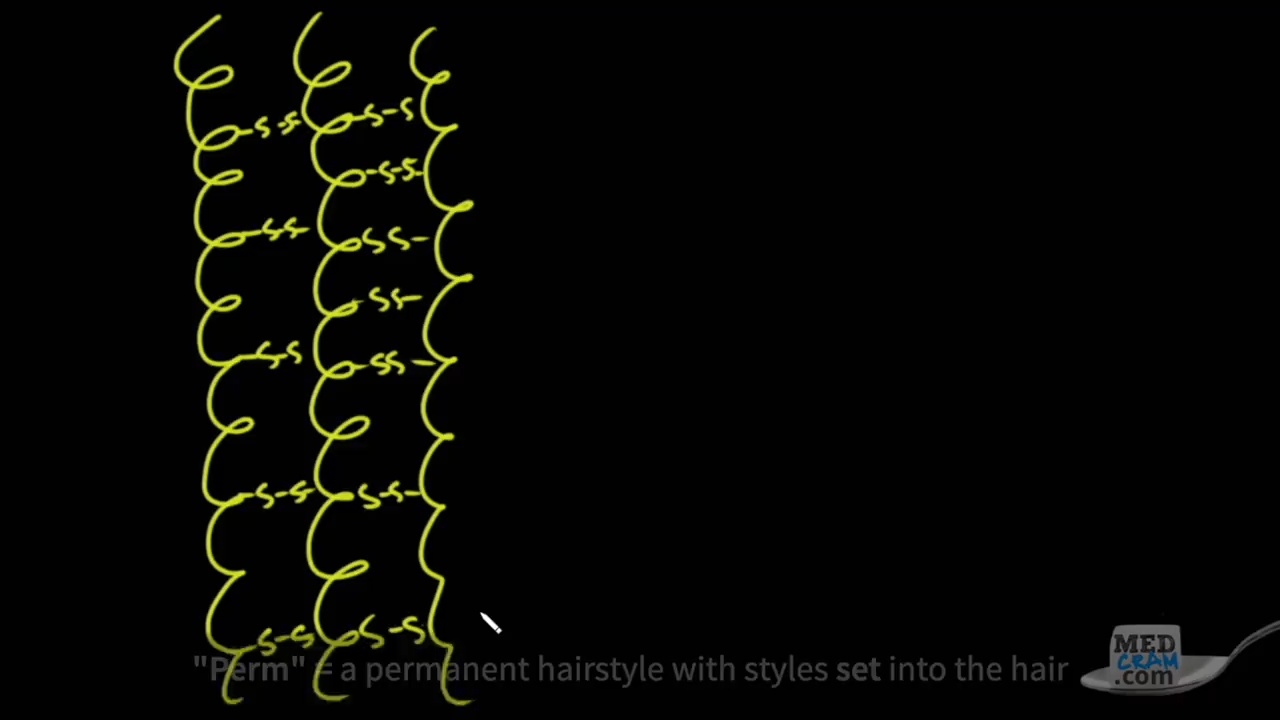 S-S S-S
S-S
S S S S
S S
S S
S S S S
S-S S-S
S-S S-S
"Perm" = a permanent hairstyle with styles set into the hair
MED
CRAM
.com